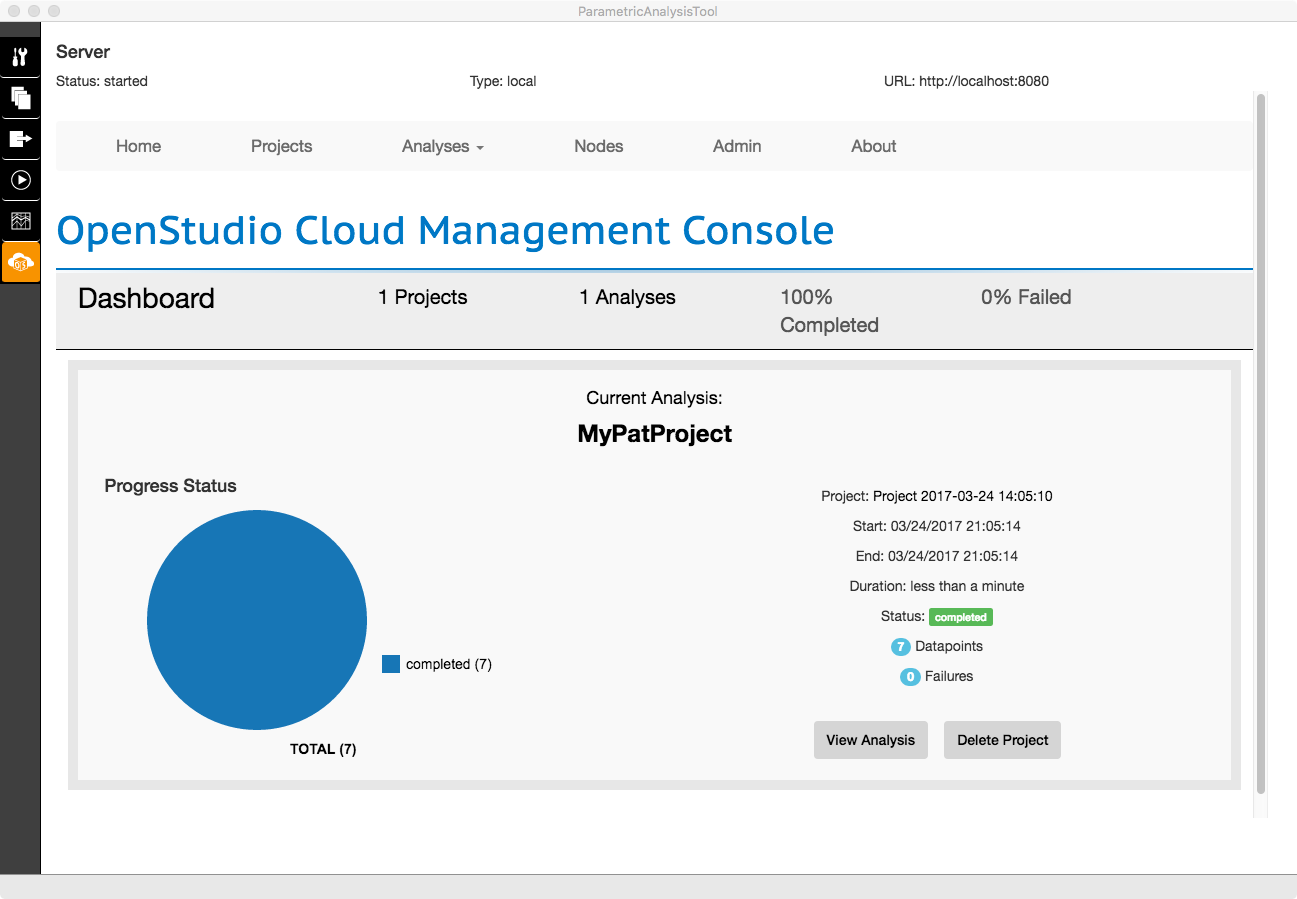 ParametricAnalysisTool
Server
Status: started Type: local URL: http://localhost:8080
Home Projects Analyses Nodes Admin About
OpenStudio Cloud Management Console
Dashboard 1 Projects 1 Analyses 100% Completed 0% Failed
Current Analysis:
MyPatProject
Progress Status
completed (7)
TOTAL (7)
Project: Project 2017-03-24 14:05:10
Start: 03/24/2017 21:05:14
End: 03/24/2017 21:05:14
Duration: less than a minute
Status: completed
7 Datapoints
0 Failures
View Analysis Delete Project